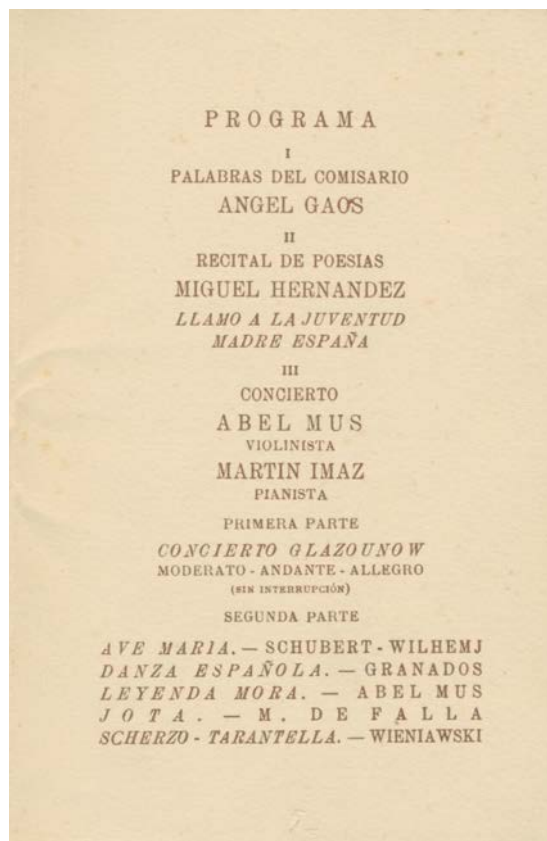 PROGRAMA
I
PALABRAS DEL COMISARIO
ANGEL GAOS
II
RECITAL DE POESIAS
MIGUEL HERNANDEZ
LLAMO A LA JUVENTUD
MADRE ESPAÑA
III
CONCIERTO
ABEL MUS
VIOLINISTA
MARTIN IMAZ
PIANISTA
PRIMERA PARTE
CONCIERTO GLAZOUNOW
MODERATO - ANDANTE - ALLEGRO
(SIN INTERRUPCIÓN)
SEGUNDA PARTE
AVE MARIA. — SCHUBERT - WILHEMJ
DANZA ESPAÑOLA. — GRANADOS
LEYENDA MORA. — ABEL MUS
JOTA. — M. DE FALLA
SCHERZO - TARANTELLA. — WIENIAWSKI